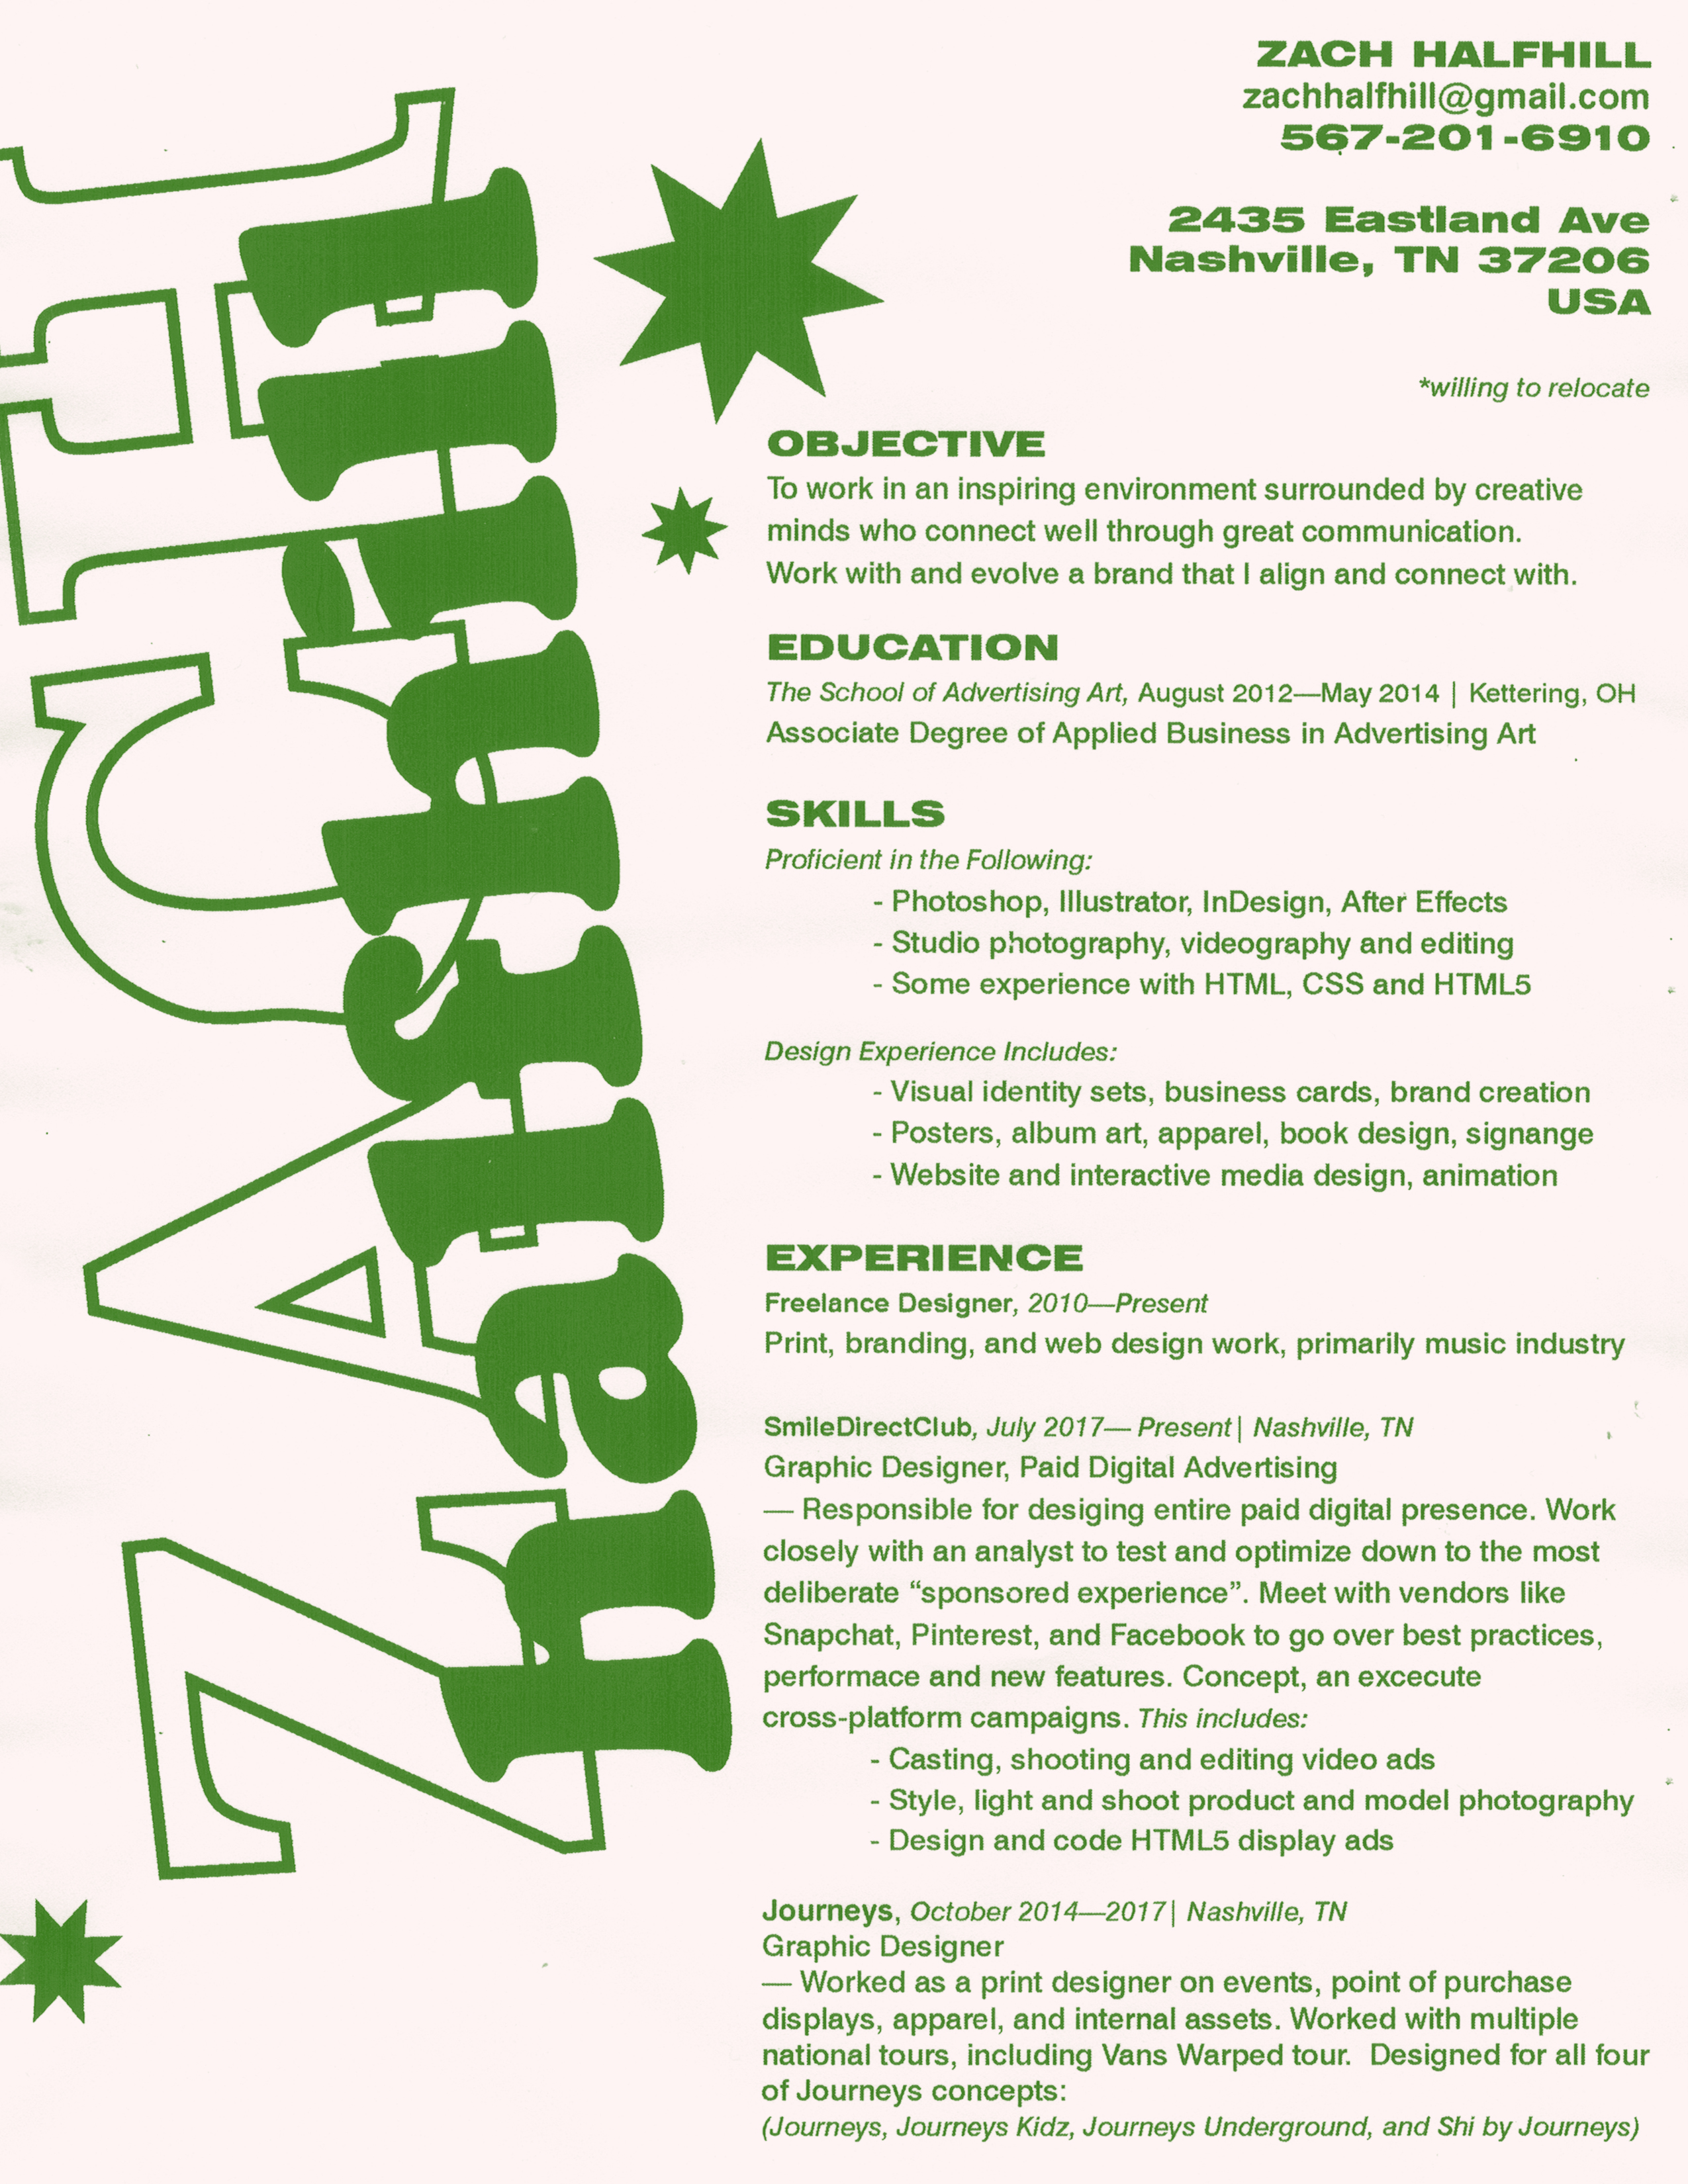 ZACH
Halfhill
ZACH HALFHILL
zachhalfhill@gmail.com
567-201-6910
2435 Eastland Ave
Nashville, TN 37206
USA
*willing to relocate
OBJECTIVE
To work in an inspiring environment surrounded by creative
minds who connect well through great communication.
Work with and evolve a brand that I align and connect with.
EDUCATION
The School of Advertising Art, August 2012—May 2014 | Kettering, OH
Associate Degree of Applied Business in Advertising Art
SKILLS
Proficient in the Following:
- Photoshop, Illustrator, InDesign, After Effects
- Studio photography, videography and editing
- Some experience with HTML, CSS and HTML5
Design Experience Includes:
- Visual identity sets, business cards, brand creation
- Posters, album art, apparel, book design, signange
- Website and interactive media design, animation
EXPERIENCE
Freelance Designer, 2010—Present
Print, branding, and web design work, primarily music industry
SmileDirectClub, July 2017— Present| Nashville, TN
Graphic Designer, Paid Digital Advertising
— Responsible for desiging entire paid digital presence. Work
closely with an analyst to test and optimize down to the most
deliberate “sponsored experience”. Meet with vendors like
Snapchat, Pinterest, and Facebook to go over best practices,
performace and new features. Concept, an excecute
cross-platform campaigns. This includes:
- Casting, shooting and editing video ads
- Style, light and shoot product and model photography
- Design and code HTML5 display ads
Journeys, October 2014—2017| Nashville, TN
Graphic Designer
— Worked as a print designer on events, point of purchase
displays, apparel, and internal assets. Worked with multiple
national tours, including Vans Warped tour.  Designed for all four
of Journeys concepts:
(Journeys, Journeys Kidz, Journeys Underground, and Shi by Journeys)